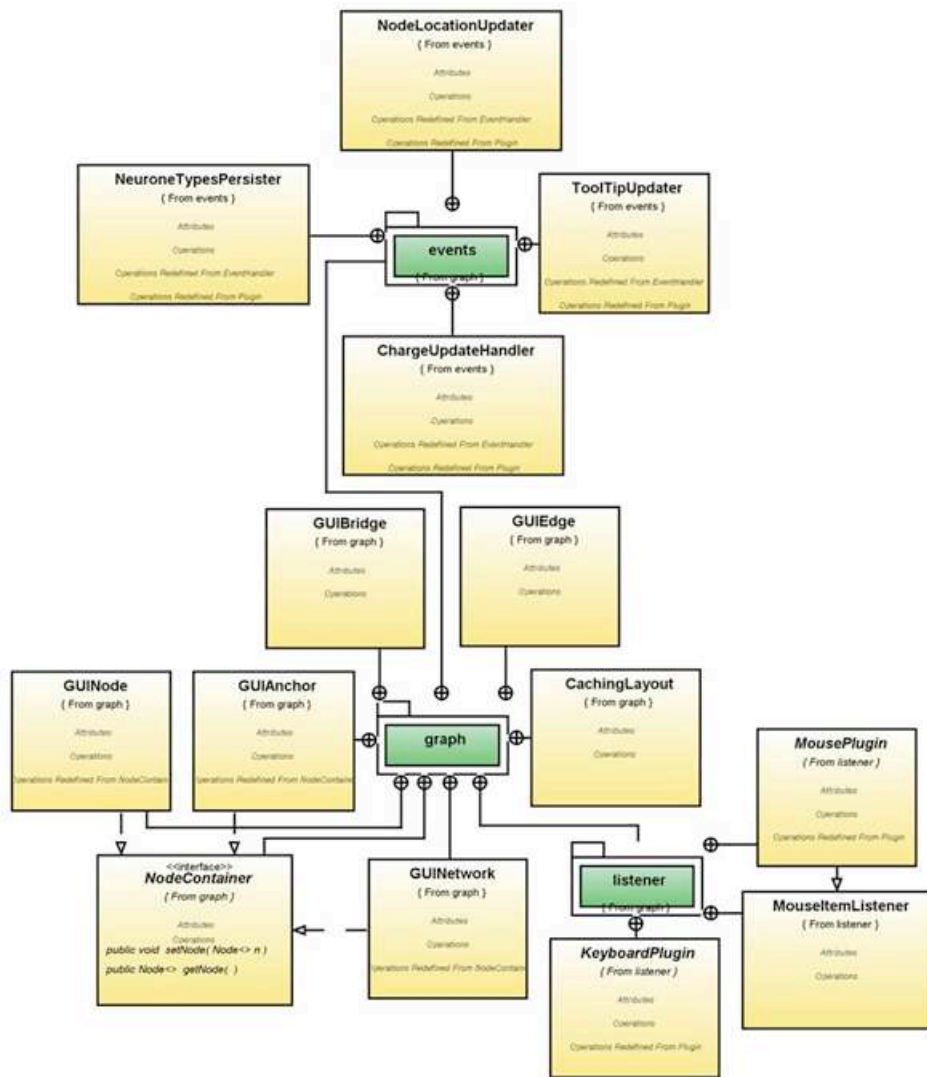 NodeLocationUpdater
{ From events }
Attributes
Operations
Operations Redefined From EventHandler
Operations Redefined From Plugin
NeuroneTypesPersister
{ From events }
Attributes
Operations
Operations Redefined From EventHandler
Operations Redefined From Plugin
events
{ From graph }
ToolTipUpdater
{ From events }
Attributes
Operations
Operations Redefined From EventHandler
Operations Redefined From Plugin
ChargeUpdateHandler
{ From events }
Attributes
Operations
Operations Redefined From EventHandler
Operations Redefined From Plugin
GUIBridge
{ From graph }
Attributes
Operations
GUIEdge
{ From graph }
Attributes
Operations
GUINode
{ From graph }
Attributes
Operations
Operations Redefined From NodeContain
GUIAnchor
{ From graph }
Attributes
Operations
Operations Redefined From NodeContaine
graph
CachingLayout
{ From graph }
Attributes
Operations
MousePlugin
{ From listener }
Attributes
Operations
Operations Redefined From Plugin
<<interface>>
NodeContainer
{ From graph }
Attributes
Operations
public void setNode( Node<> n )
public Node<> getNode( )
GUINetwork
{ From graph }
Attributes
Operations
Operations Redefined From NodeContain
listener
{ From graph }
MouseItemListener
{ From listener }
Attributes
Operations
KeyboardPlugin
{ From listener }
Attributes
Operations
Operations Redefined From Plugin